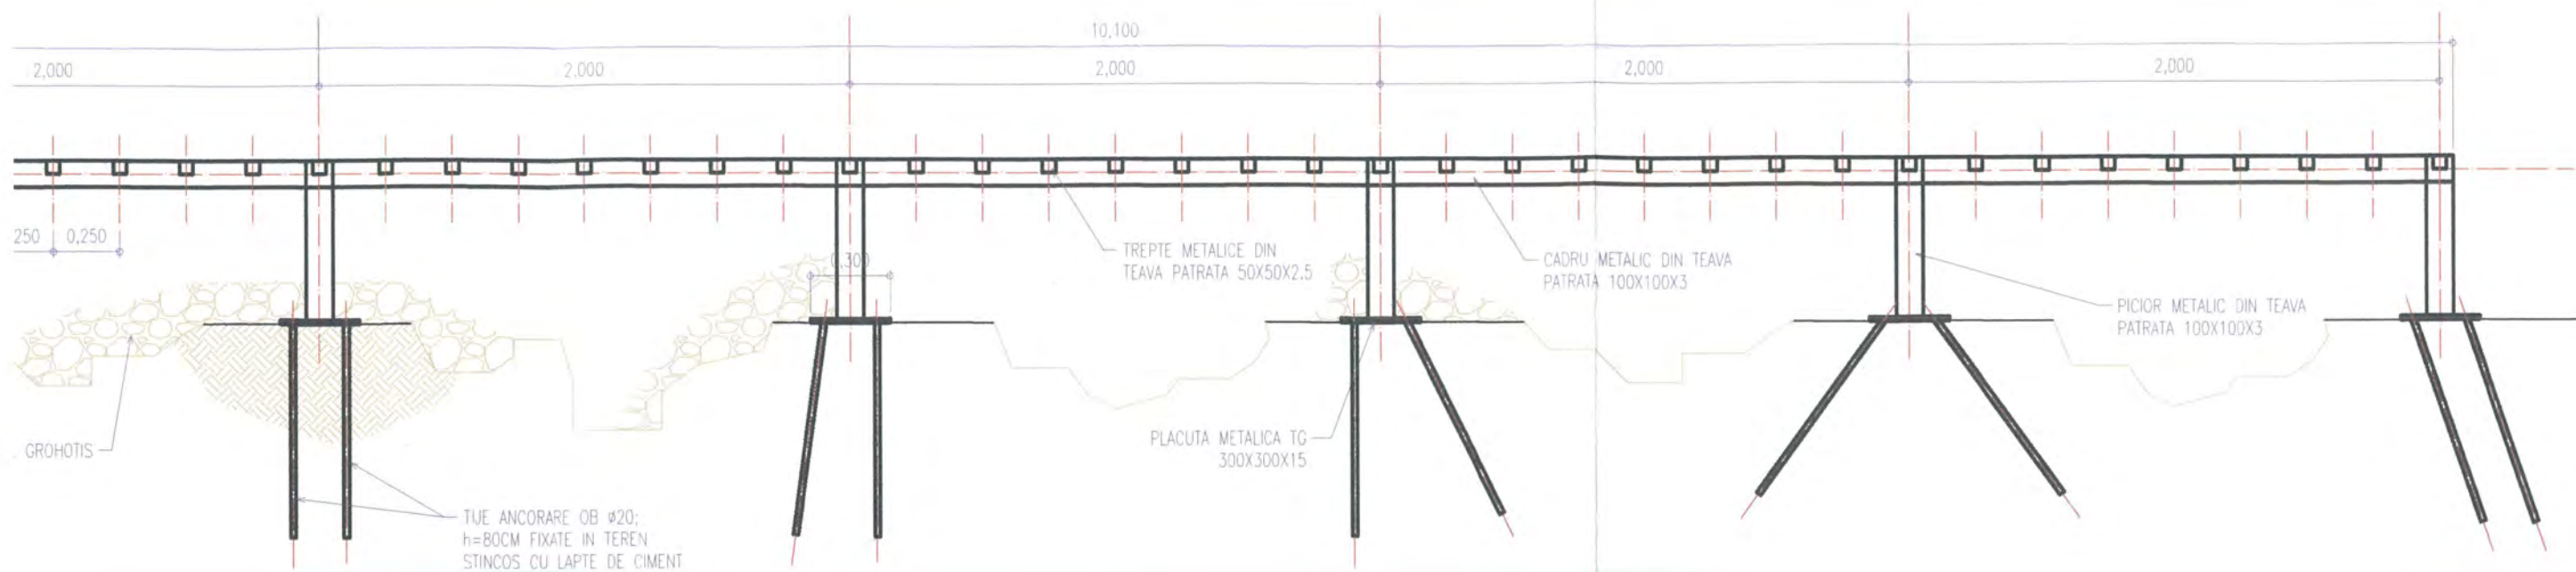 10,100
2,000
2,000
2,000
2,000
2,000
250
0,250
0,300
TREPTE METALICE DIN
TEAVA PATRATA 50X50X2.5
CADRU METALIC DIN TEAVA
PATRATA 100X100X3
PICIOR METALIC DIN TEAVA
PATRATA 100X100X3
GROHOTIS
PLACUTA METALICA TG
300X300X15
TIJE ANCORARE OB ø20;
h=80CM FIXATE IN TEREN
STINCOS CU LAPTE DE CIMENT